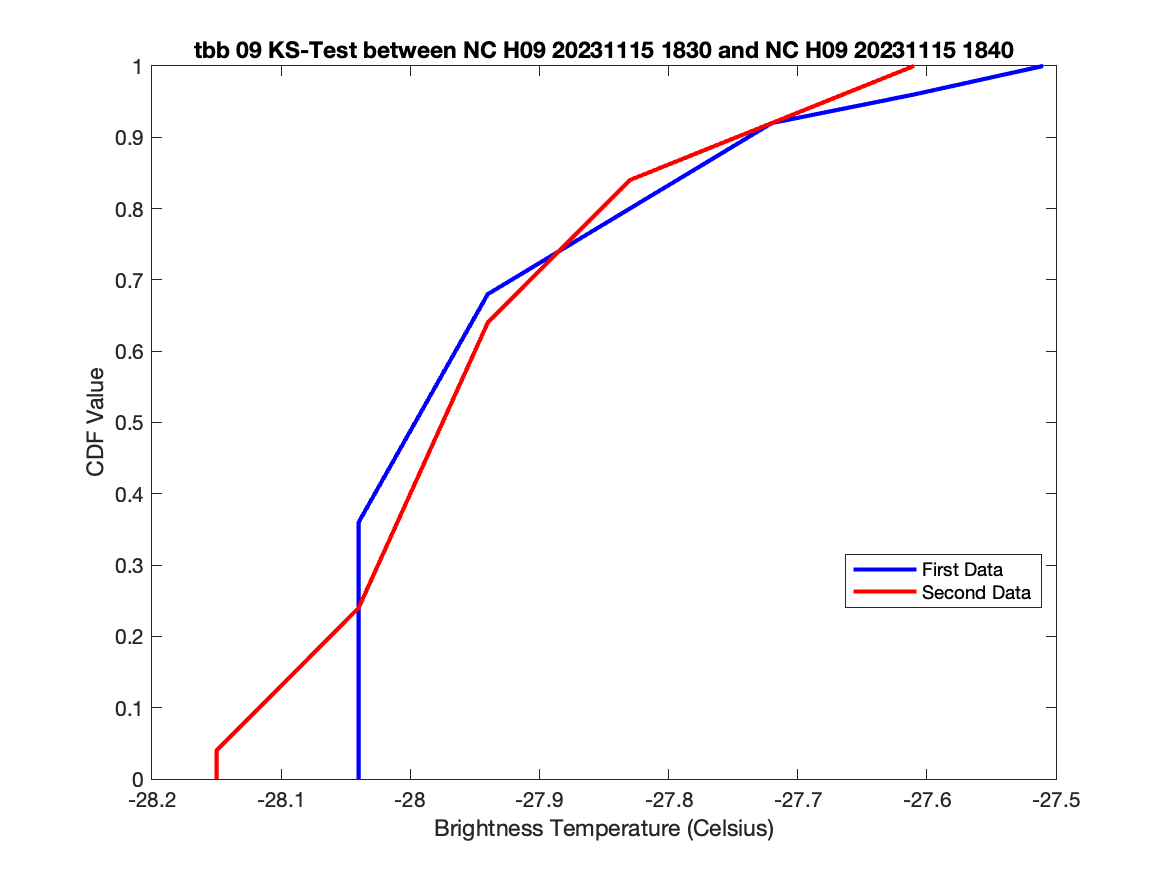 tbb 09 KS-Test between NC H09 20231115 1830 and NC H09 20231115 1840
1
0.9
0.8
0.7
0.6
0.5
0.4
0.3
0.2
0.1
0
CDF Value
First Data
Second Data
-28.2 -28.1 -28 -27.9 -27.8 -27.7 -27.6 -27.5
Brightness Temperature (Celsius)